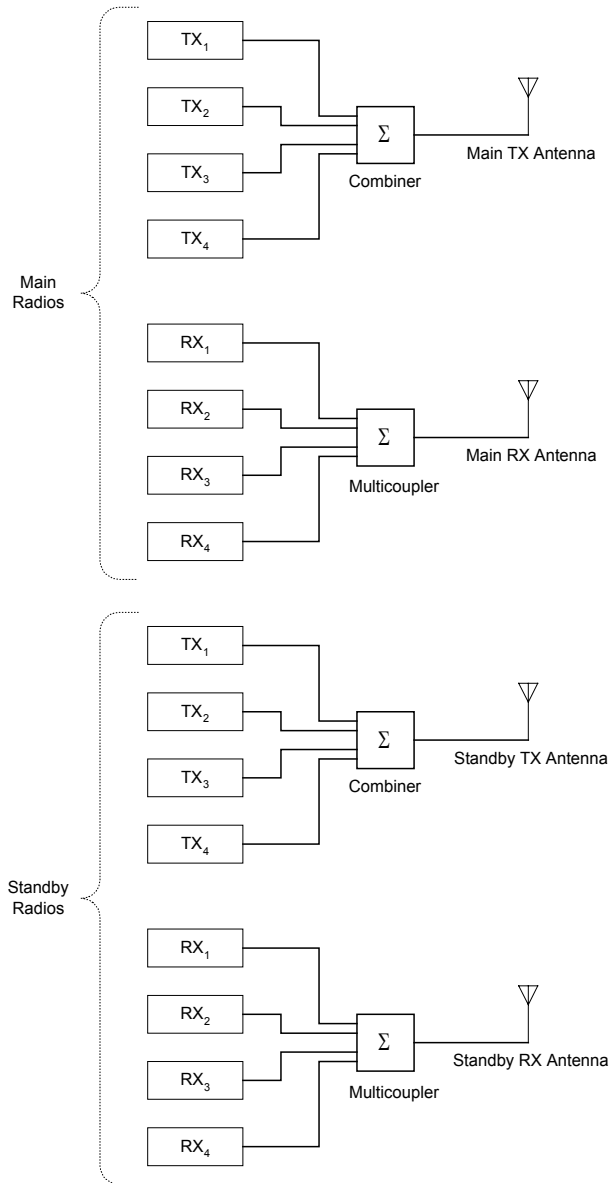 TX₁
TX₂
Σ
Main TX Antenna
TX₃
Combiner
TX₄
Main
Radios
RX₁
RX₂
Σ
Main RX Antenna
RX₃
Multicoupler
RX₄
TX₁
TX₂
Σ
Standby TX Antenna
TX₃
Combiner
TX₄
Standby
Radios
RX₁
RX₂
Σ
Standby RX Antenna
RX₃
Multicoupler
RX₄